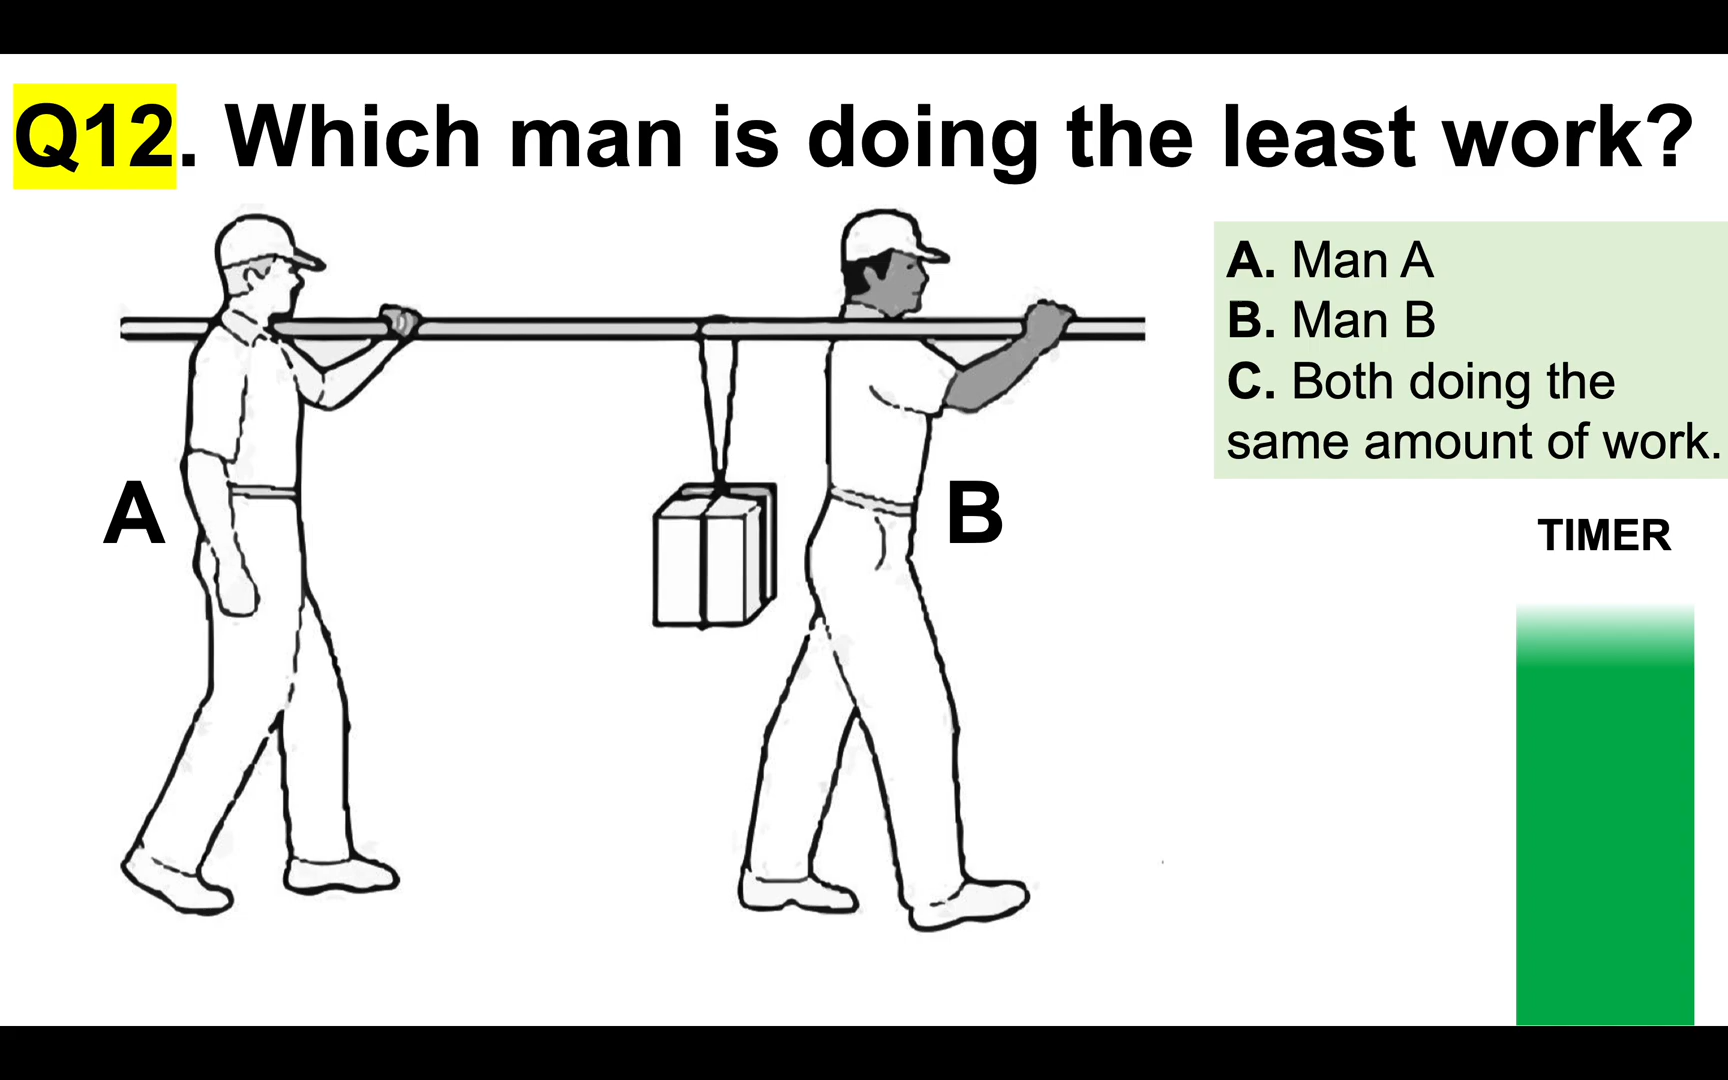 Q12. Which man is doing the least work?
A. Man A
B. Man B
C. Both doing the
same amount of work.
A
B
TIMER